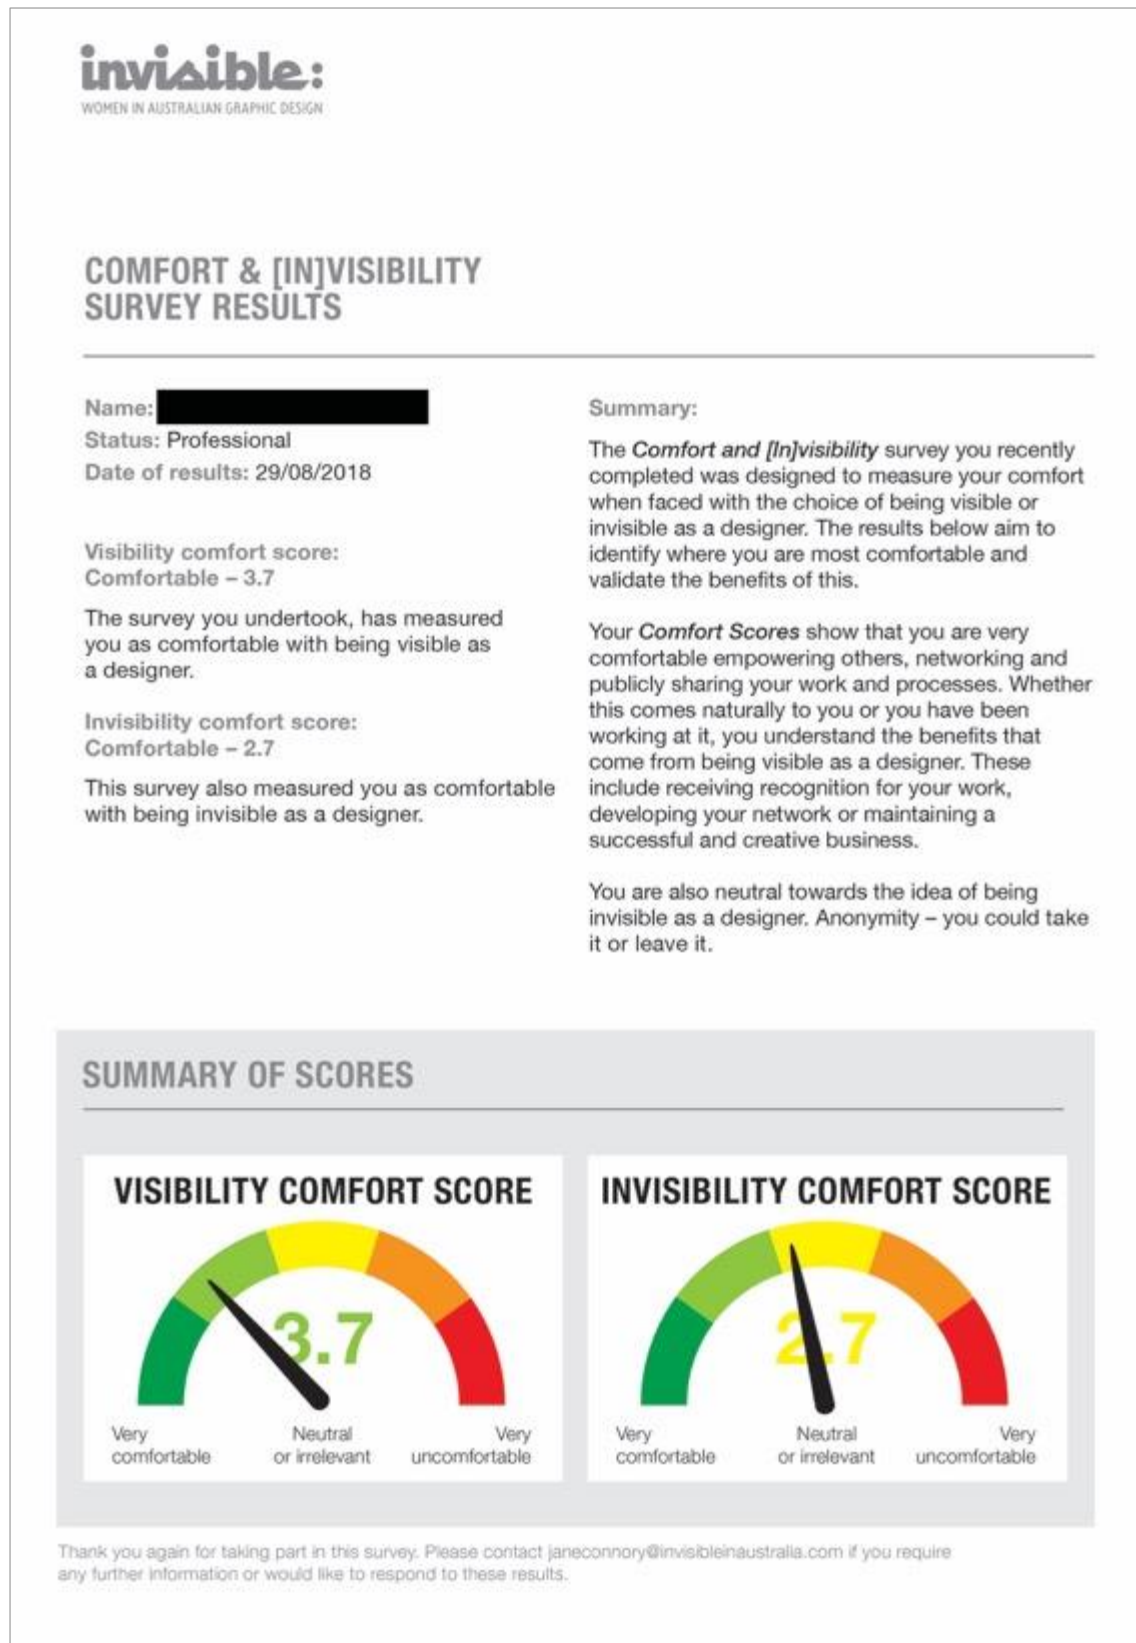 invisible:
WOMEN IN AUSTRALIAN GRAPHIC DESIGN
COMFORT & [IN]VISIBILITY
SURVEY RESULTS
Name:
Status: Professional
Date of results: 29/08/2018
Visibility comfort score:
Comfortable – 3.7
The survey you undertook, has measured
you as comfortable with being visible as
a designer.
Invisibility comfort score:
Comfortable – 2.7
This survey also measured you as comfortable
with being invisible as a designer.
Summary:
The Comfort and [In]visibility survey you recently
completed was designed to measure your comfort
when faced with the choice of being visible or
invisible as a designer. The results below aim to
identify where you are most comfortable and
validate the benefits of this.
Your Comfort Scores show that you are very
comfortable empowering others, networking and
publicly sharing your work and processes. Whether
this comes naturally to you or you have been
working at it, you understand the benefits that
come from being visible as a designer. These
include receiving recognition for your work,
developing your network or maintaining a
successful and creative business.
You are also neutral towards the idea of being
invisible as a designer. Anonymity – you could take
it or leave it.
SUMMARY OF SCORES
VISIBILITY COMFORT SCORE
3.7
Very
comfortable
Neutral
or irrelevant
Very
uncomfortable
INVISIBILITY COMFORT SCORE
2.7
Very
comfortable
Neutral
or irrelevant
Very
uncomfortable
Thank you again for taking part in this survey. Please contact janeconnory@invisibleinaustralia.com if you require
any further information or would like to respond to these results.